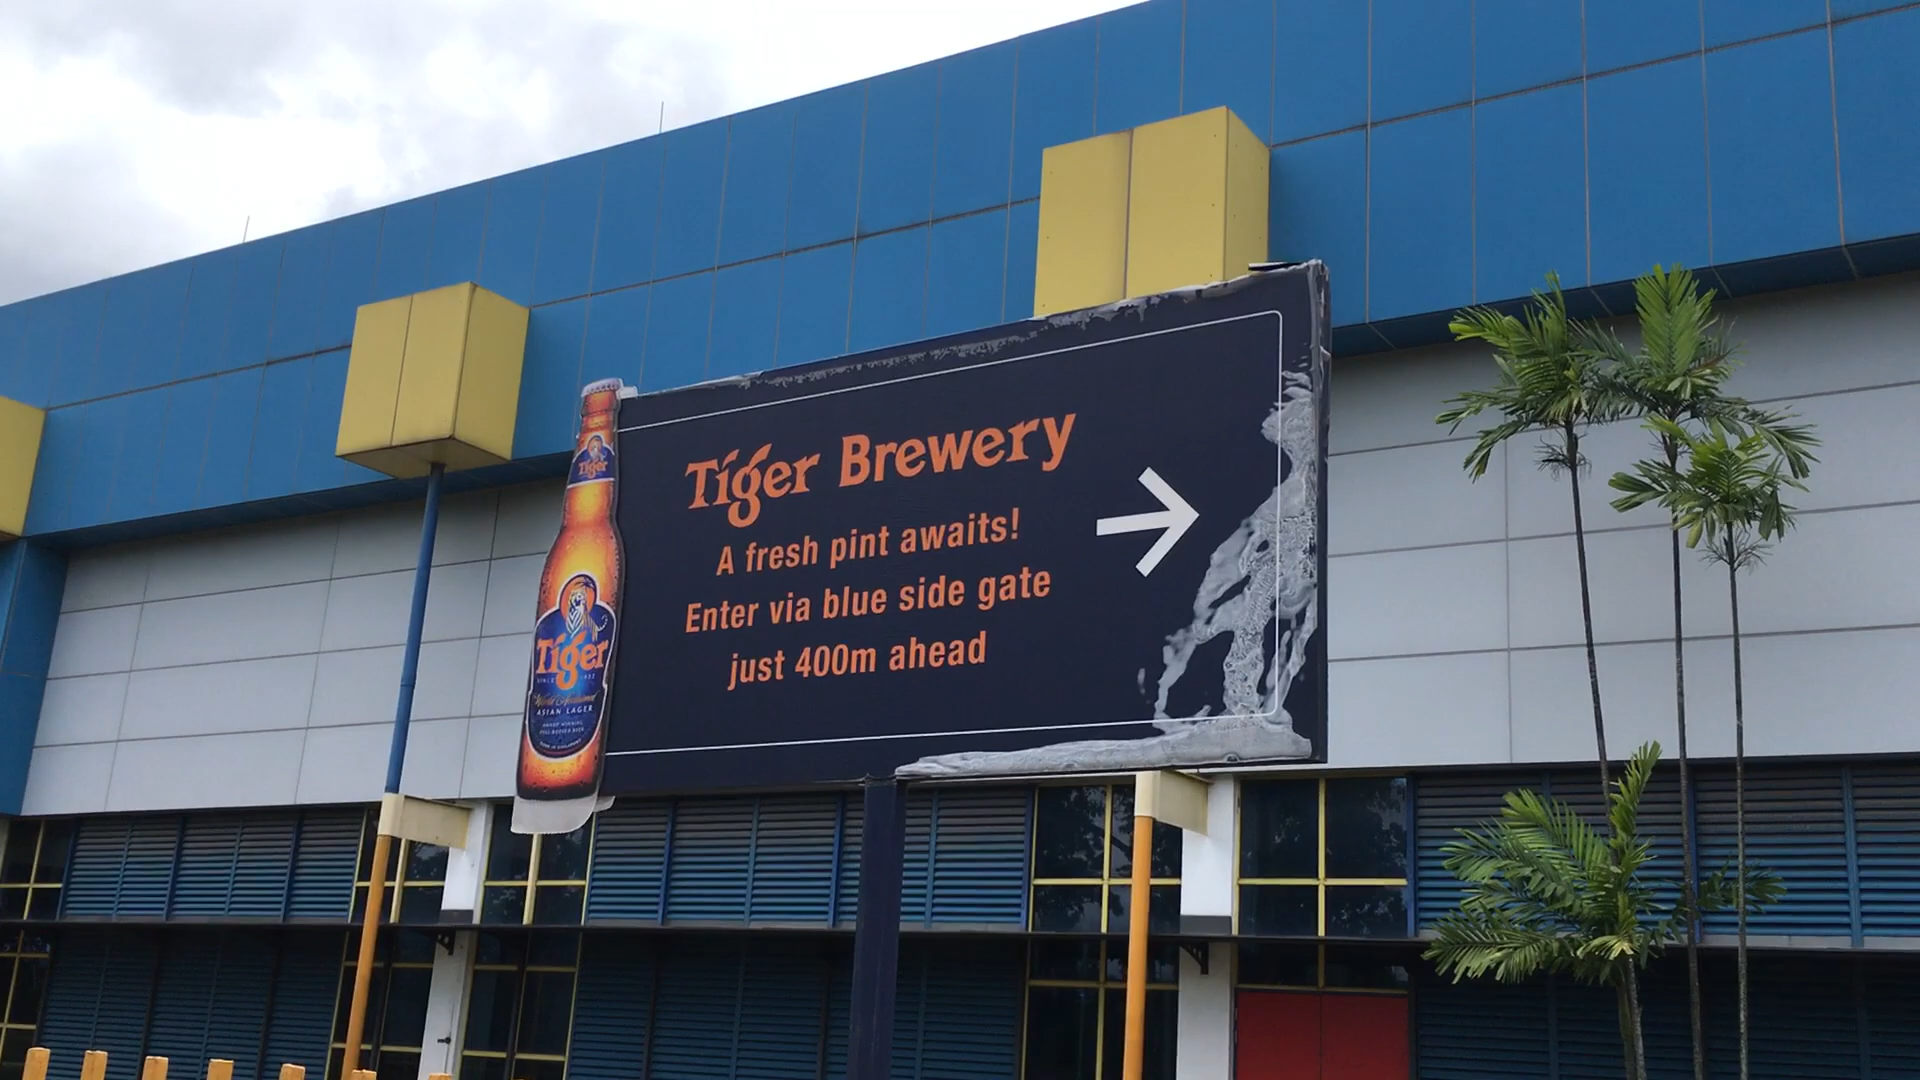 Tiger Brewery
A fresh pint awaits!
Enter via blue side gate
just 400m ahead
Tiger
Tiger
ASIAN LAGER